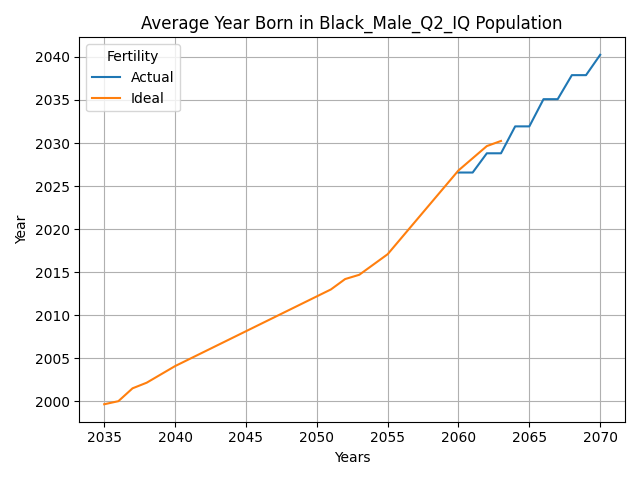 Average Year Born in Black_Male_Q2_IQ Population
Fertility
Actual
Ideal
Year
2040
2035
2030
2025
2020
2015
2010
2005
2000
2035 2040 2045 2050 2055 2060 2065 2070
Years